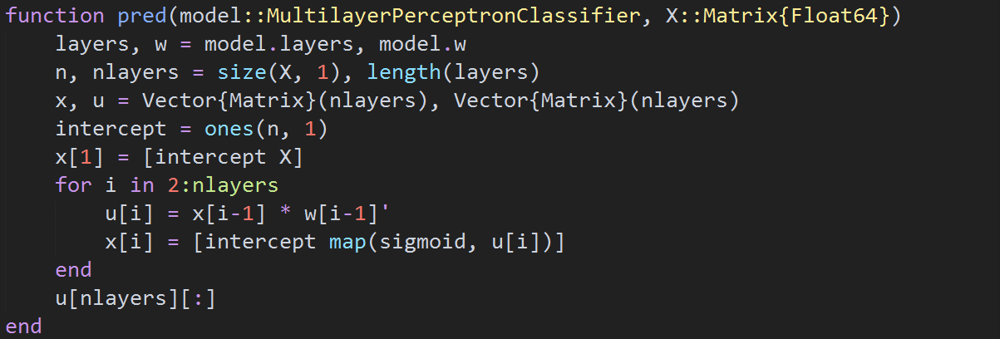 function pred(model::MultilayerPerceptronClassifier, X::Matrix{Float64})
    layers, w = model.layers, model.w
    n, nlayers = size(X, 1), length(layers)
    x, u = Vector{Matrix}(nlayers), Vector{Matrix}(nlayers)
    intercept = ones(n, 1)
    x[1] = [intercept X]
    for i in 2:nlayers
        u[i] = x[i-1] * w[i-1]'
        x[i] = [intercept map(sigmoid, u[i])]
    end
    u[nlayers][:]
end